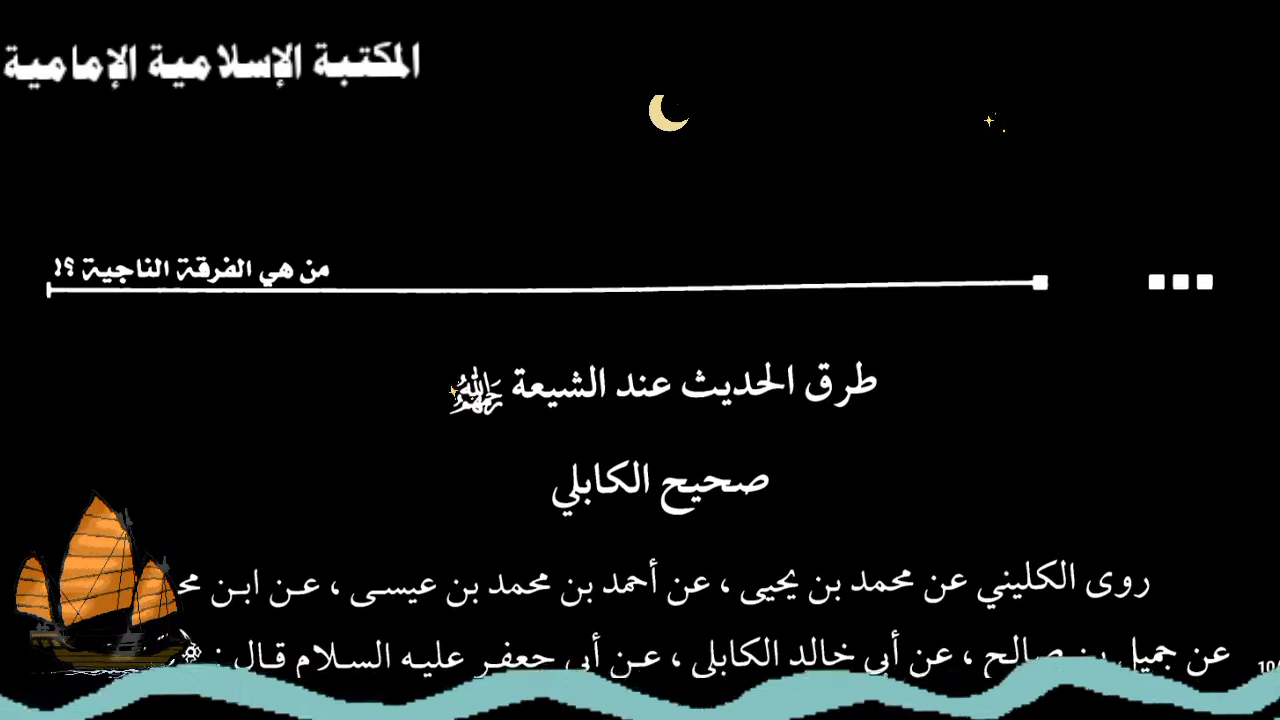 المكتبة الإسلامية الإمامية
من هي الفرقة الناجية ؟!
طرق الحديث عند الشيعة رحمهم الله
صحيح الكابلي
روى الكليني عن محمد بن يحيى ، عن أحمد بن محمد بن عيسى ، عن ابن
عن جميل بن صالح ، عن أبي خالد الكابلي ، عن أبي جعفر عليه السلام قال :